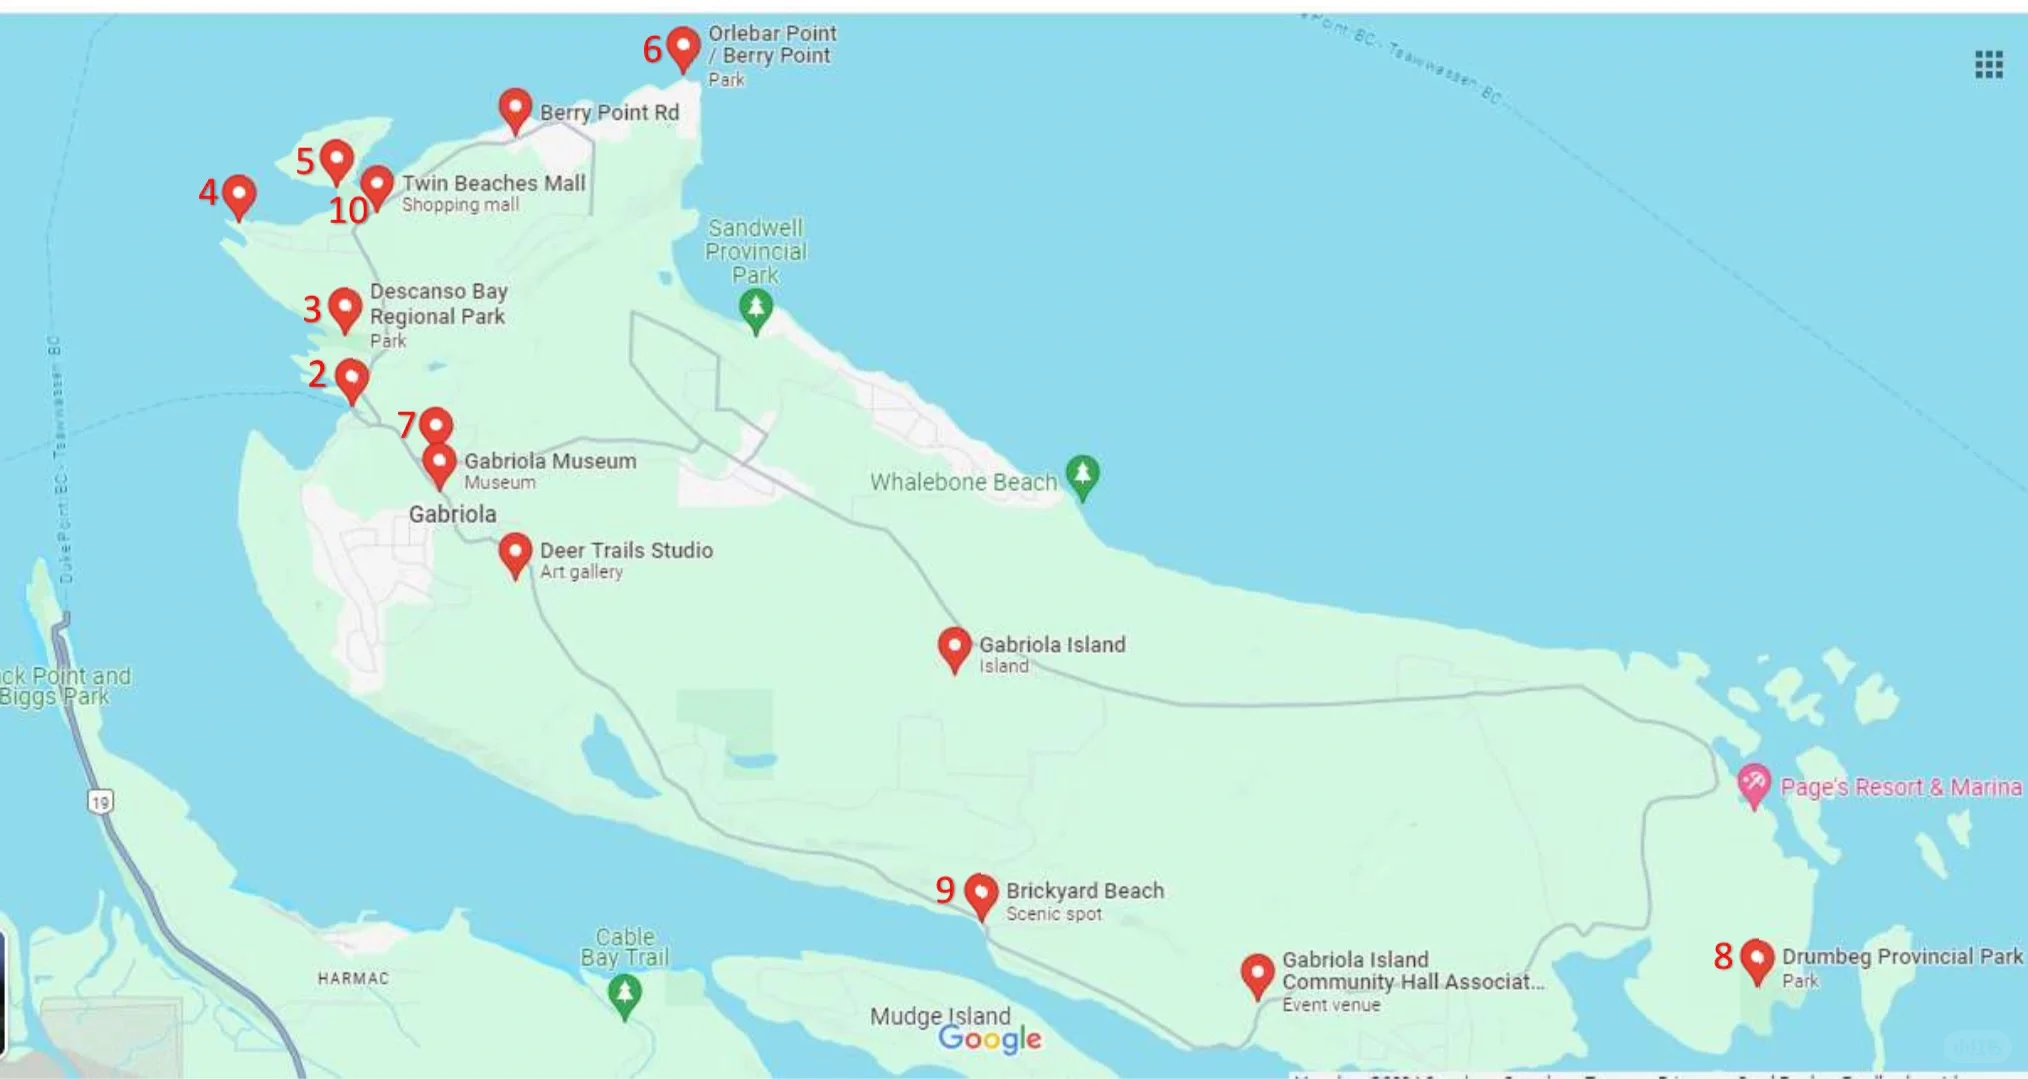 6
Orlebar Point
/ Berry Point
Park
Point, BC - Tsawwassen BC
Berry Point Rd
5
4
10
Twin Beaches Mall
Shopping mall
Sandwell
Provincial
Park
3
Descanso Bay
Regional Park
Park
2
7
Gabriola Museum
Museum
Whalebone Beach
Gabriola
Duke Point, BC - Tsawwassen BC
Deer Trails Studio
Art gallery
Gabriola Island
Island
ck Point and
Biggs Park
19
Page's Resort & Marina
9
Brickyard Beach
Scenic spot
Cable
Bay Trail
HARMAC
Gabriola Island
Community Hall Associat...
Event venue
8
Drumbeg Provincial Park
Park
Mudge Island
Google